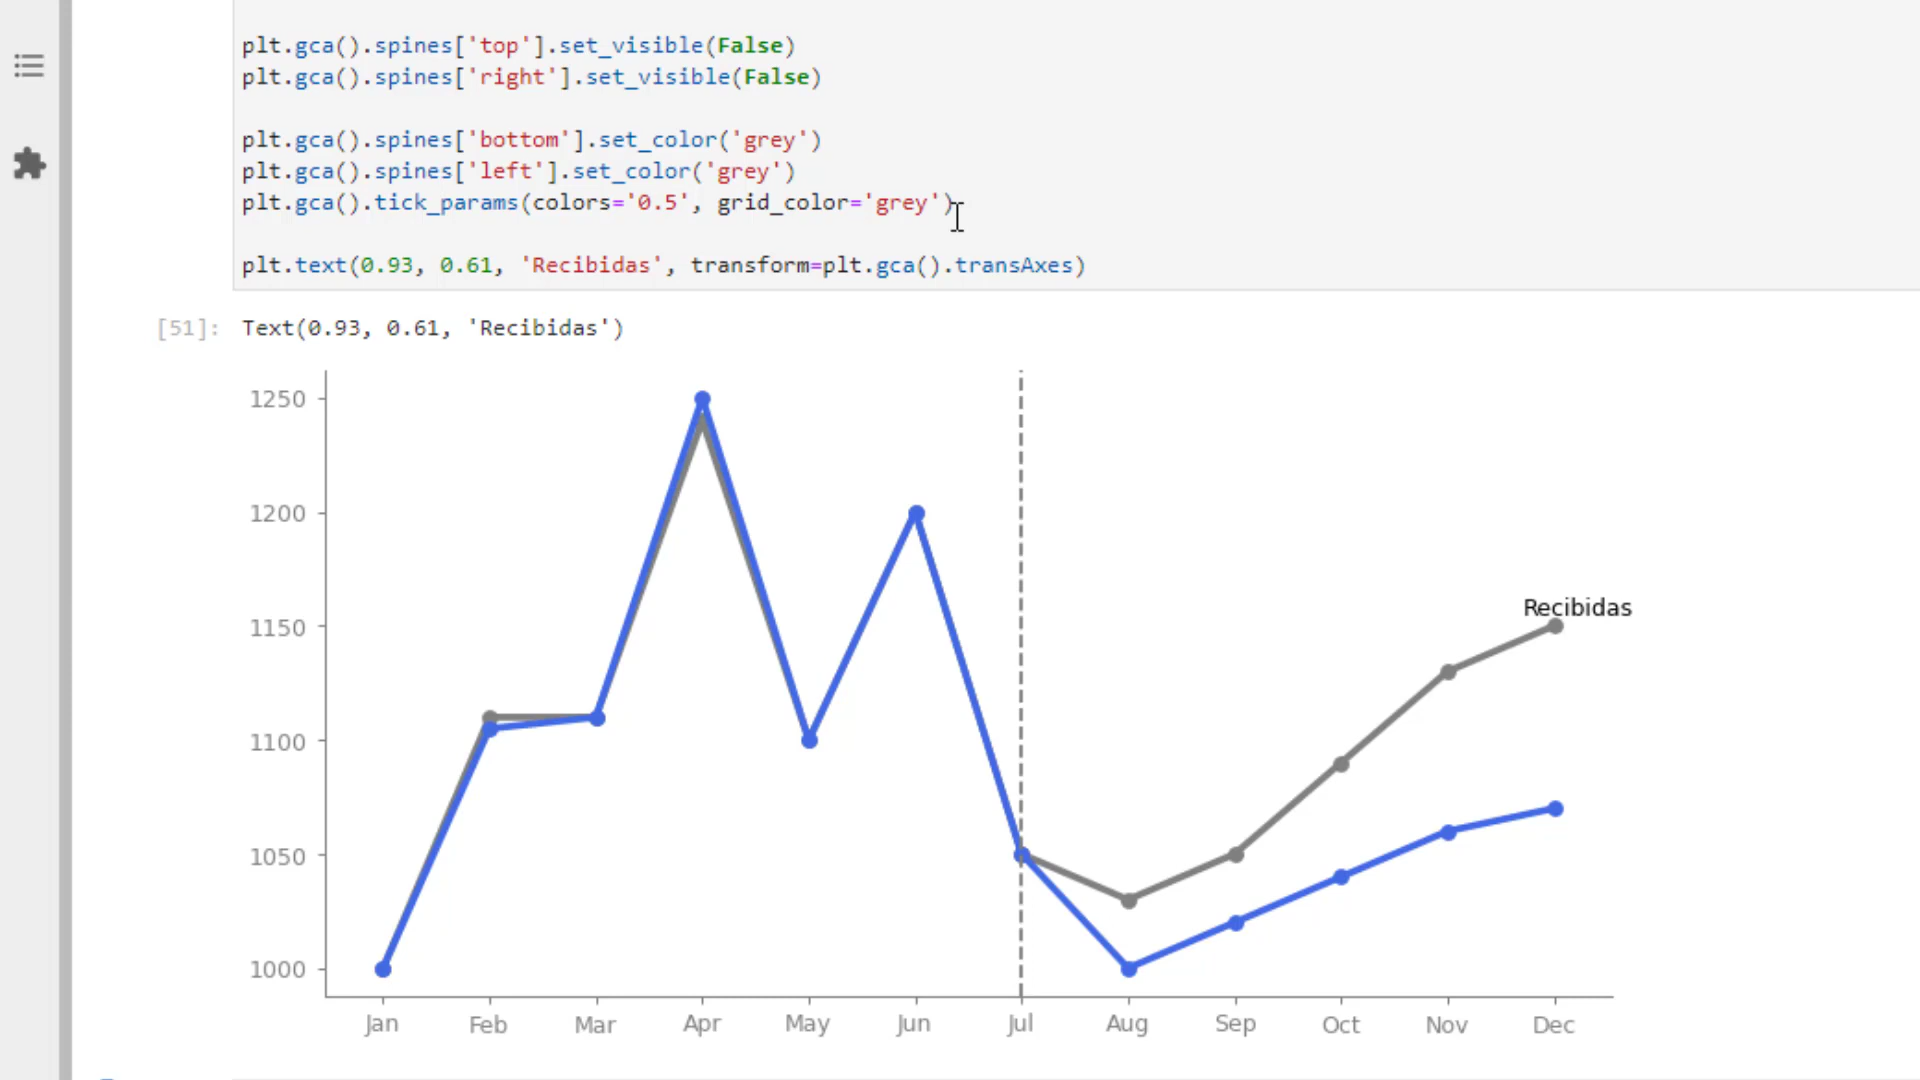 plt.gca().spines['top'].set_visible(False)
plt.gca().spines['right'].set_visible(False)
plt.gca().spines['bottom'].set_color('grey')
plt.gca().spines['left'].set_color('grey')
plt.gca().tick_params(colors='0.5', grid_color='grey')
plt.text(0.93, 0.61, 'Recibidas', transform=plt.gca().transAxes)
[51]: Text(0.93, 0.61, 'Recibidas')
1250
1200
Recibidas
1150
1100
1050
1000
Jan Feb Mar Apr May Jun Jul Aug Sep Oct Nov Dec